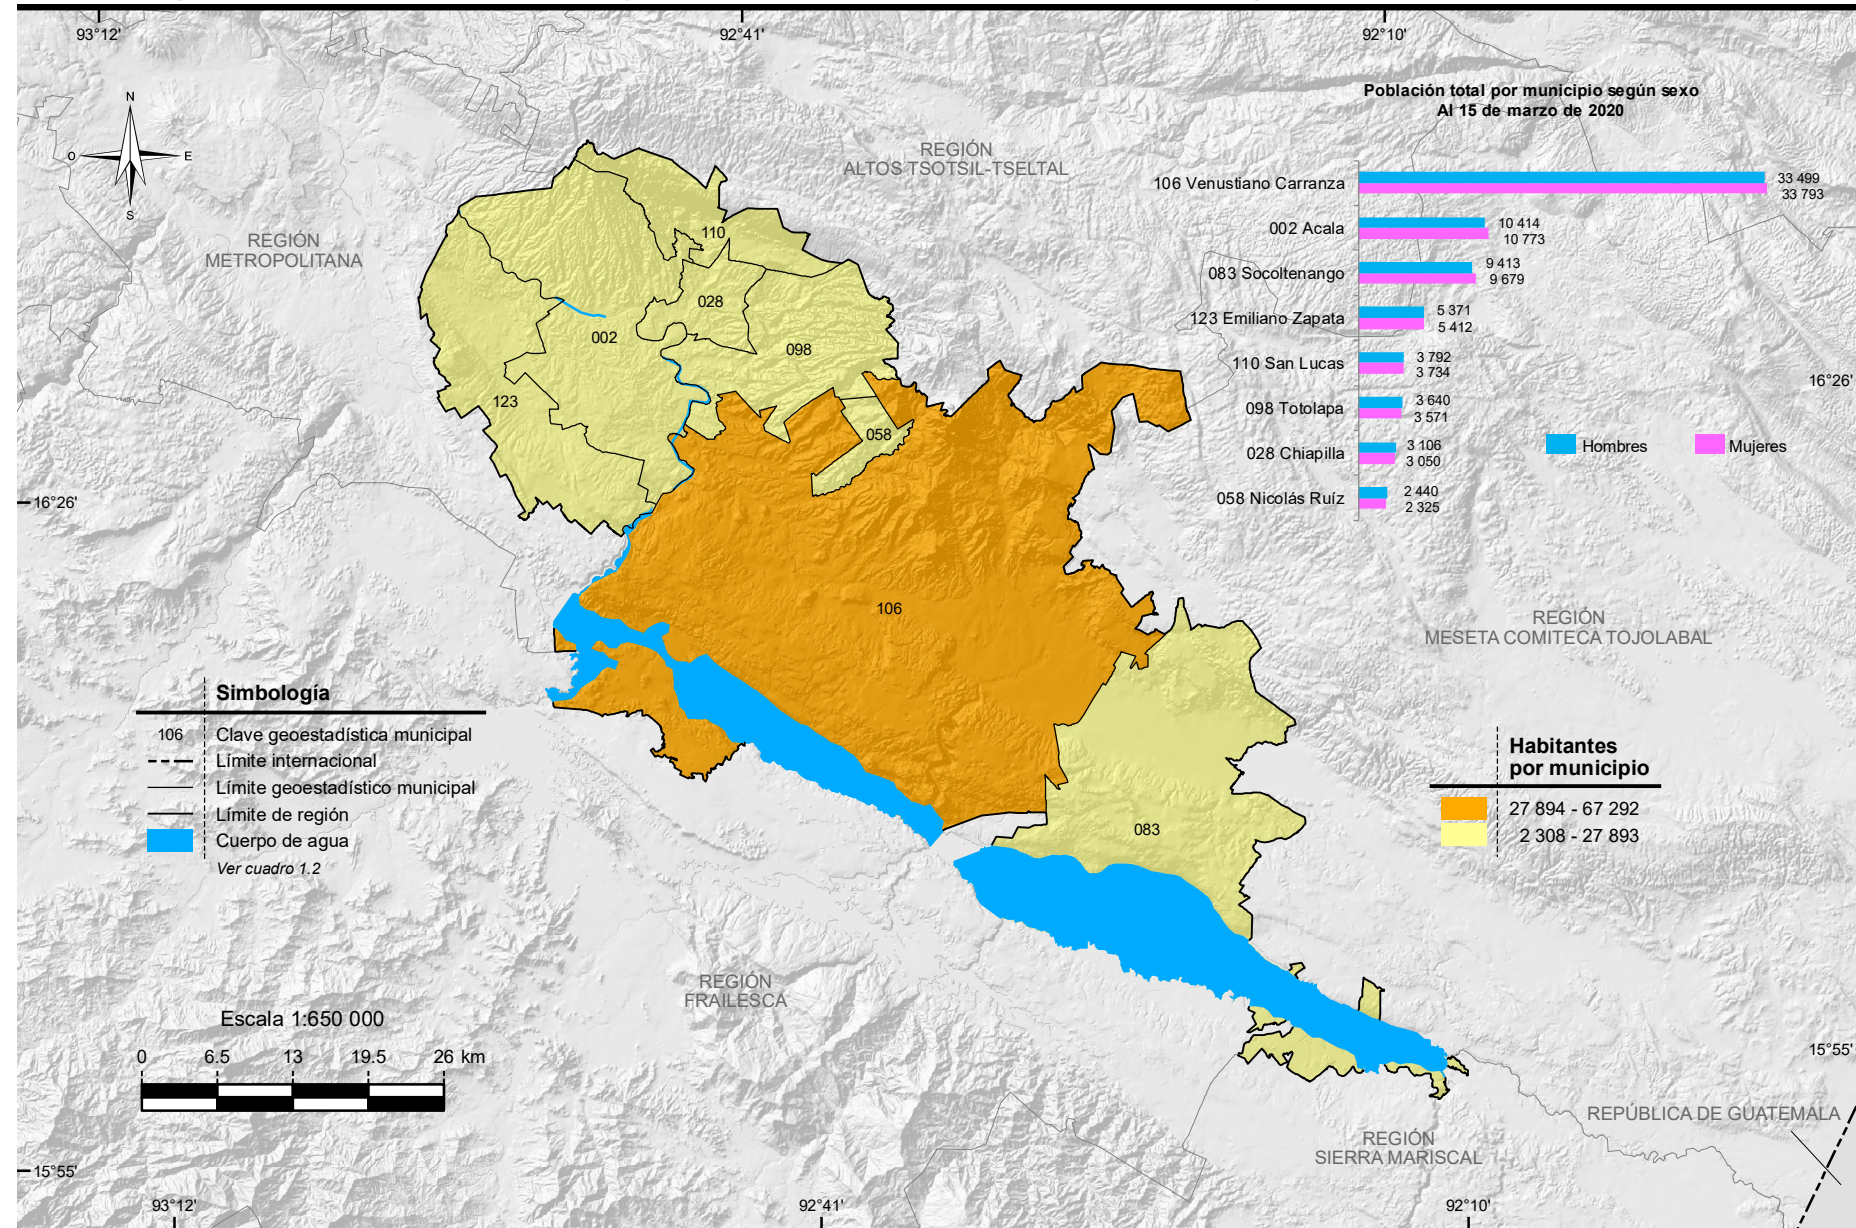 93°12'
92°41'
92°10'
N
O
E
S
Población total por municipio según sexo
Al 15 de marzo de 2020
106 Venustiano Carranza
33 499
33 793
002 Acala
10 414
10 773
083 Socoltenango
9 413
9 679
123 Emiliano Zapata
5 371
5 412
110 San Lucas
3 792
3 734
098 Totolapa
3 640
3 571
028 Chiapilla
3 106
3 050
058 Nicolás Ruíz
2 440
2 325
Hombres
Mujeres
REGIÓN
ALTOS TSOTSIL-TSELTAL
REGIÓN
METROPOLITANA
110
028
002
098
123
058
106
083
16°26'
16°26'
REGIÓN
MESETA COMITECA TOJOLABAL
Simbología
106 Clave geoestadística municipal
Límite internacional
Límite geoestadístico municipal
Límite de región
Cuerpo de agua
Ver cuadro 1.2
Habitantes
por municipio
27 894 - 67 292
2 308 - 27 893
REGIÓN
FRAILESCA
Escala 1:650 000
0 6.5 13 19.5 26 km
15°55'
REPÚBLICA DE GUATEMALA
REGIÓN
SIERRA MARISCAL
15°55'
93°12'
92°41'
92°10'